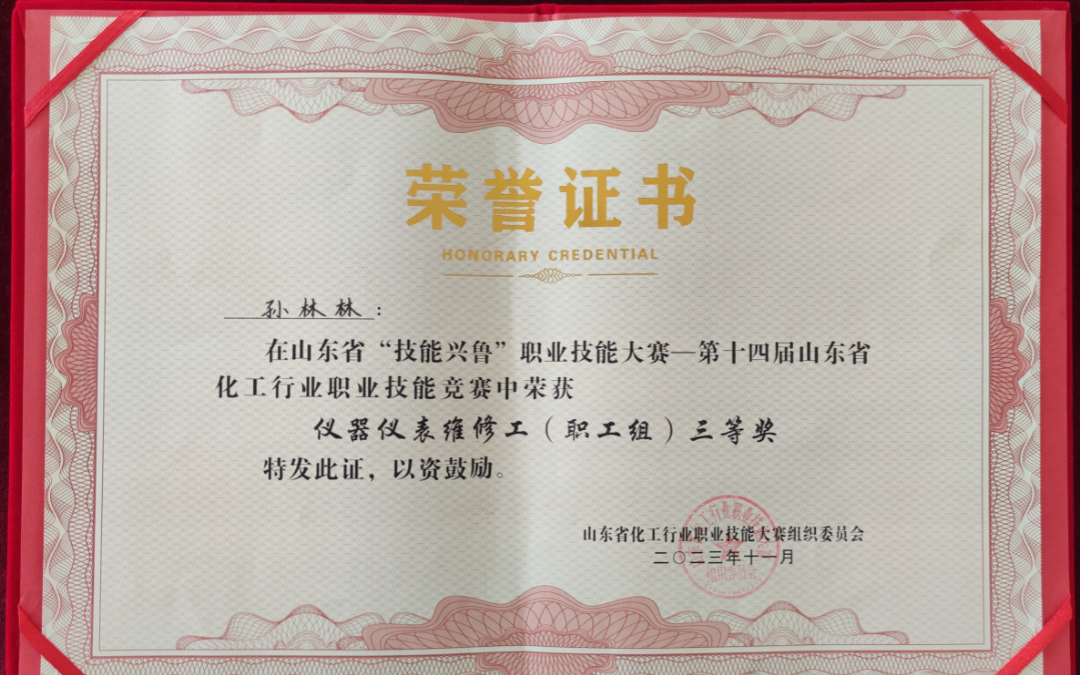 荣誉证书
HONORARY CREDENTIAL
孙林林：
在山东省“技能兴鲁”职业技能大赛—第十四届山东省
化工行业职业技能竞赛中荣获
仪器仪表维修工（职工组）三等奖
特发此证，以资鼓励。
山东省化工行业职业技能大赛组织委员会
二〇二三年十一月